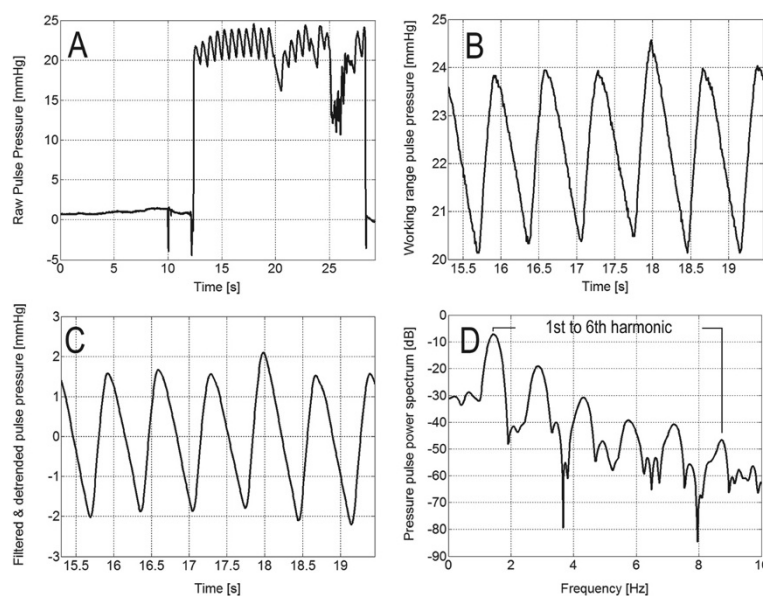 A
Raw Pulse Pressure [mmHg]
25
20
15
10
5
0
-5
0 5 10 15 20 25
Time [s]
B
Working range pulse pressure [mmHg]
25
24
23
22
21
20
15.5 16 16.5 17 17.5 18 18.5 19
Time [s]
C
Filtered & detrended pulse pressure [mmHg]
3
2
1
0
-1
-2
-3
15.5 16 16.5 17 17.5 18 18.5 19
Time [s]
D
1st to 6th harmonic
Pressure pulse power spectrum [dB]
0
-10
-20
-30
-40
-50
-60
-70
-80
-90
0 2 4 6 8 10
Frequency [Hz]